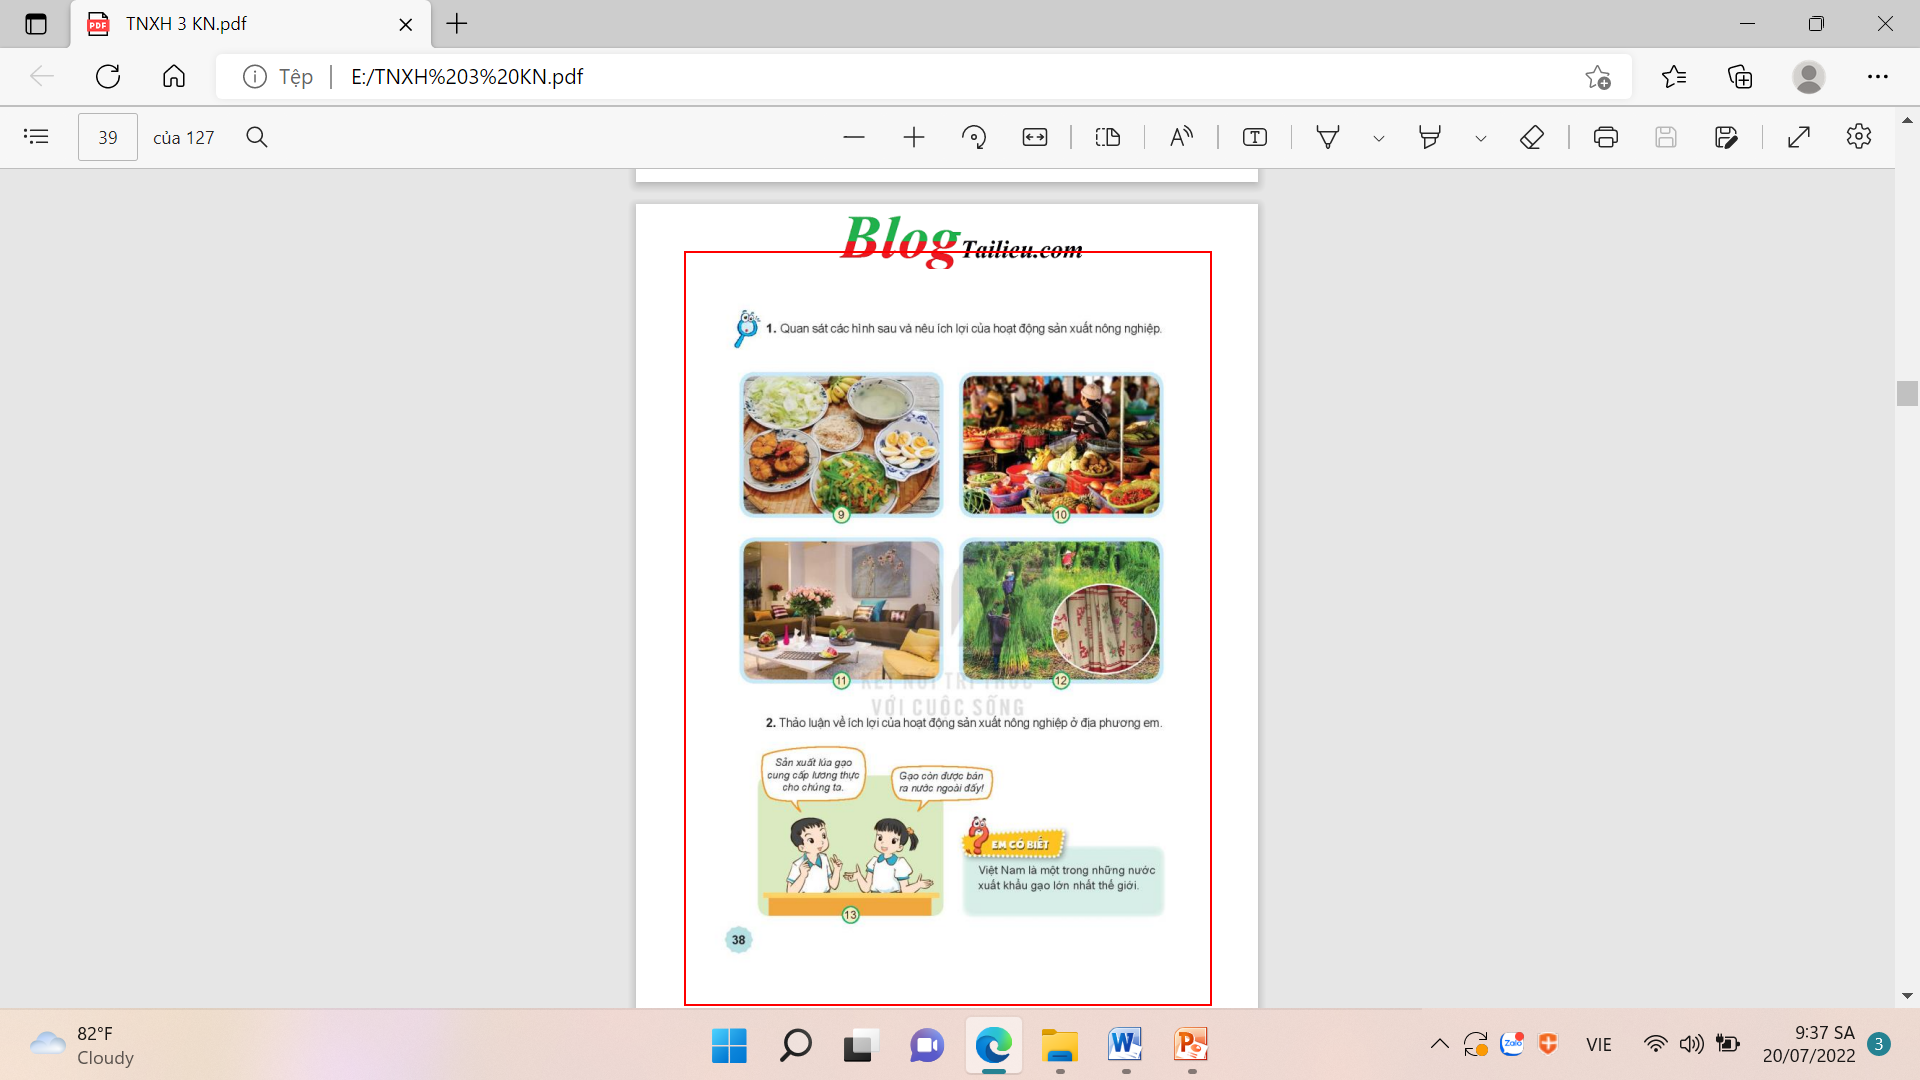 TNXH 3 KN.pdf
Tệp
E:/TNXH%203%20KN.pdf
39
của 127
Blog Tailieu.com
1. Quan sát các hình sau và nêu ích lợi của hoạt động sản xuất nông nghiệp.
9
10
11
12
KẾT NỐI TRI THỨC
VỚI CUỘC SỐNG
2. Thảo luận về ích lợi của hoạt động sản xuất nông nghiệp ở địa phương em.
Sản xuất lúa gạo
cung cấp lương thực
cho chúng ta.
Gạo còn được bán
ra nước ngoài đấy!
EM CÓ BIẾT
Việt Nam là một trong những nước
xuất khẩu gạo lớn nhất thế giới.
13
38
82°F
Cloudy
Zalo
VIE
9:37 SA
20/07/2022
3